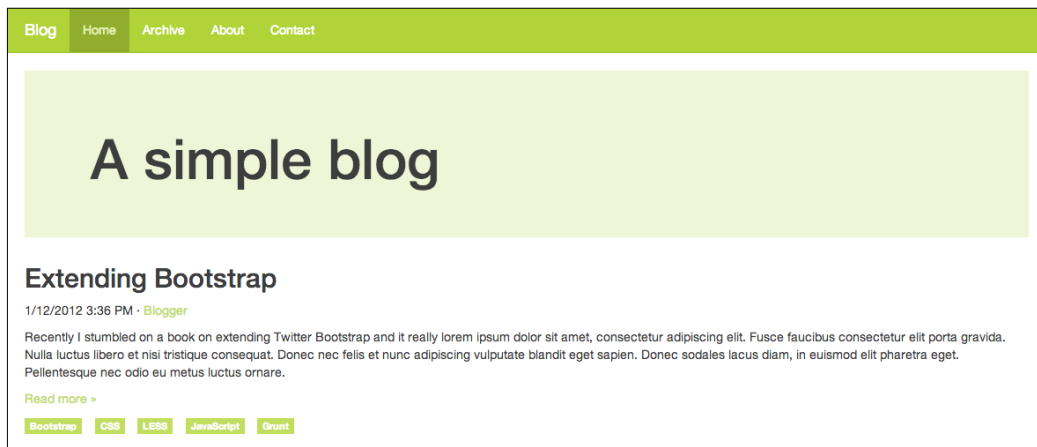 Blog Home Archive About Contact
A simple blog
Extending Bootstrap
1/12/2012 3:36 PM · Blogger
Recently I stumbled on a book on extending Twitter Bootstrap and it really lorem ipsum dolor sit amet, consectetur adipiscing elit. Fusce faucibus consectetur elit porta gravida.
Nulla luctus libero et nisi tristique consequat. Donec nec felis et nunc adipiscing vulputate blandit eget sapien. Donec sodales lacus diam, in euismod elit pharetra eget.
Pellentesque nec odio eu metus luctus ornare.
Read more »
Bootstrap CSS LESS JavaScript Grunt